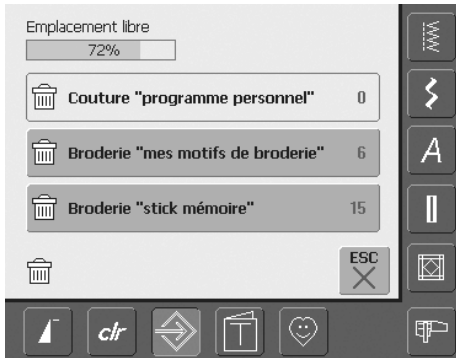 Emplacement libre
72%
Couture "programme personnel" 0
Broderie "mes motifs de broderie" 6
Broderie "stick mémoire" 15
ESC
A
clr
T